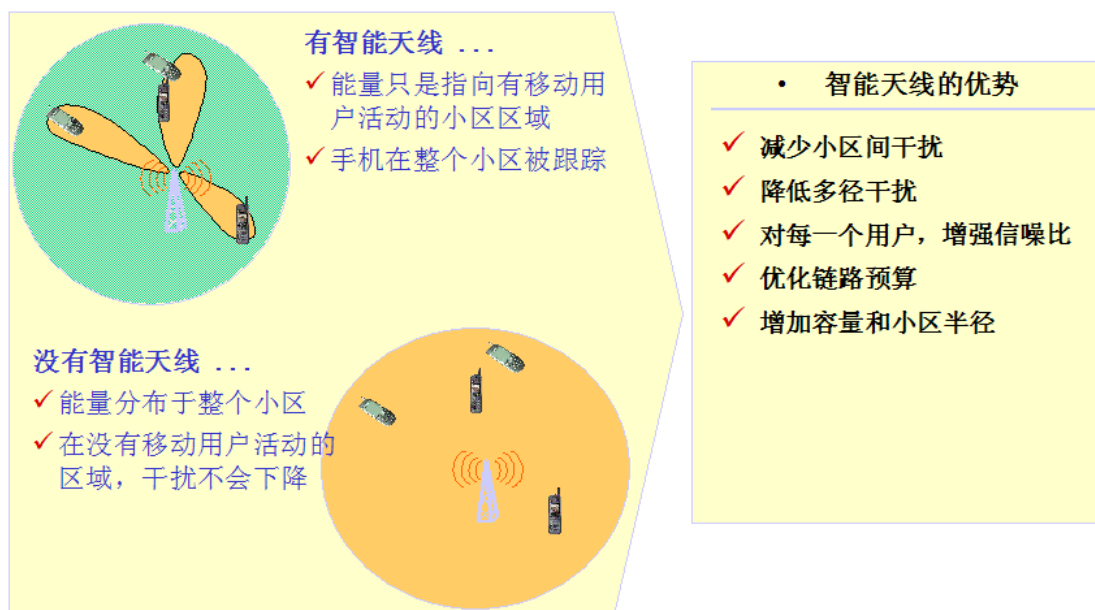 有智能天线 ...
✓ 能量只是指向有移动用
户活动的小区区域
✓ 手机在整个小区被跟踪
没有智能天线 ...
✓ 能量分布于整个小区
✓ 在没有移动用户活动的
区域，干扰不会下降
• 智能天线的优势
✓ 减少小区间干扰
✓ 降低多径干扰
✓ 对每一个用户，增强信噪比
✓ 优化链路预算
✓ 增加容量和小区半径